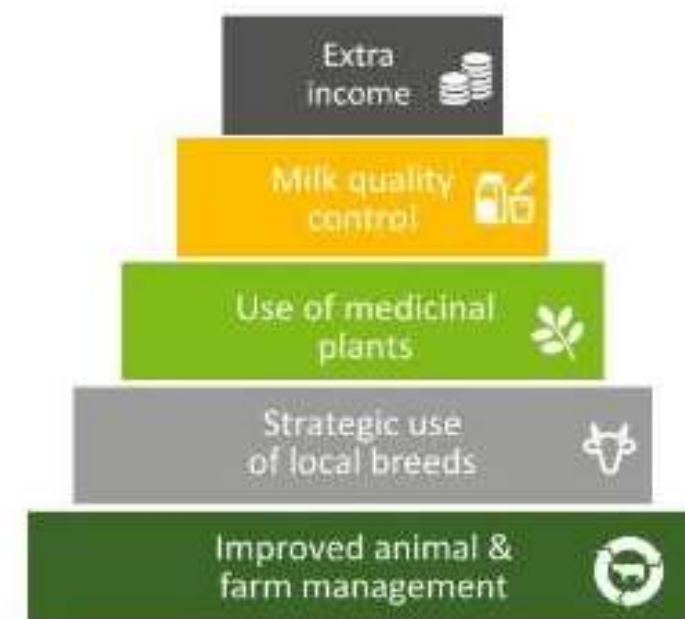 Extra
income
Milk quality
control
Use of medicinal
plants
Strategic use
of local breeds
Improved animal &
farm management